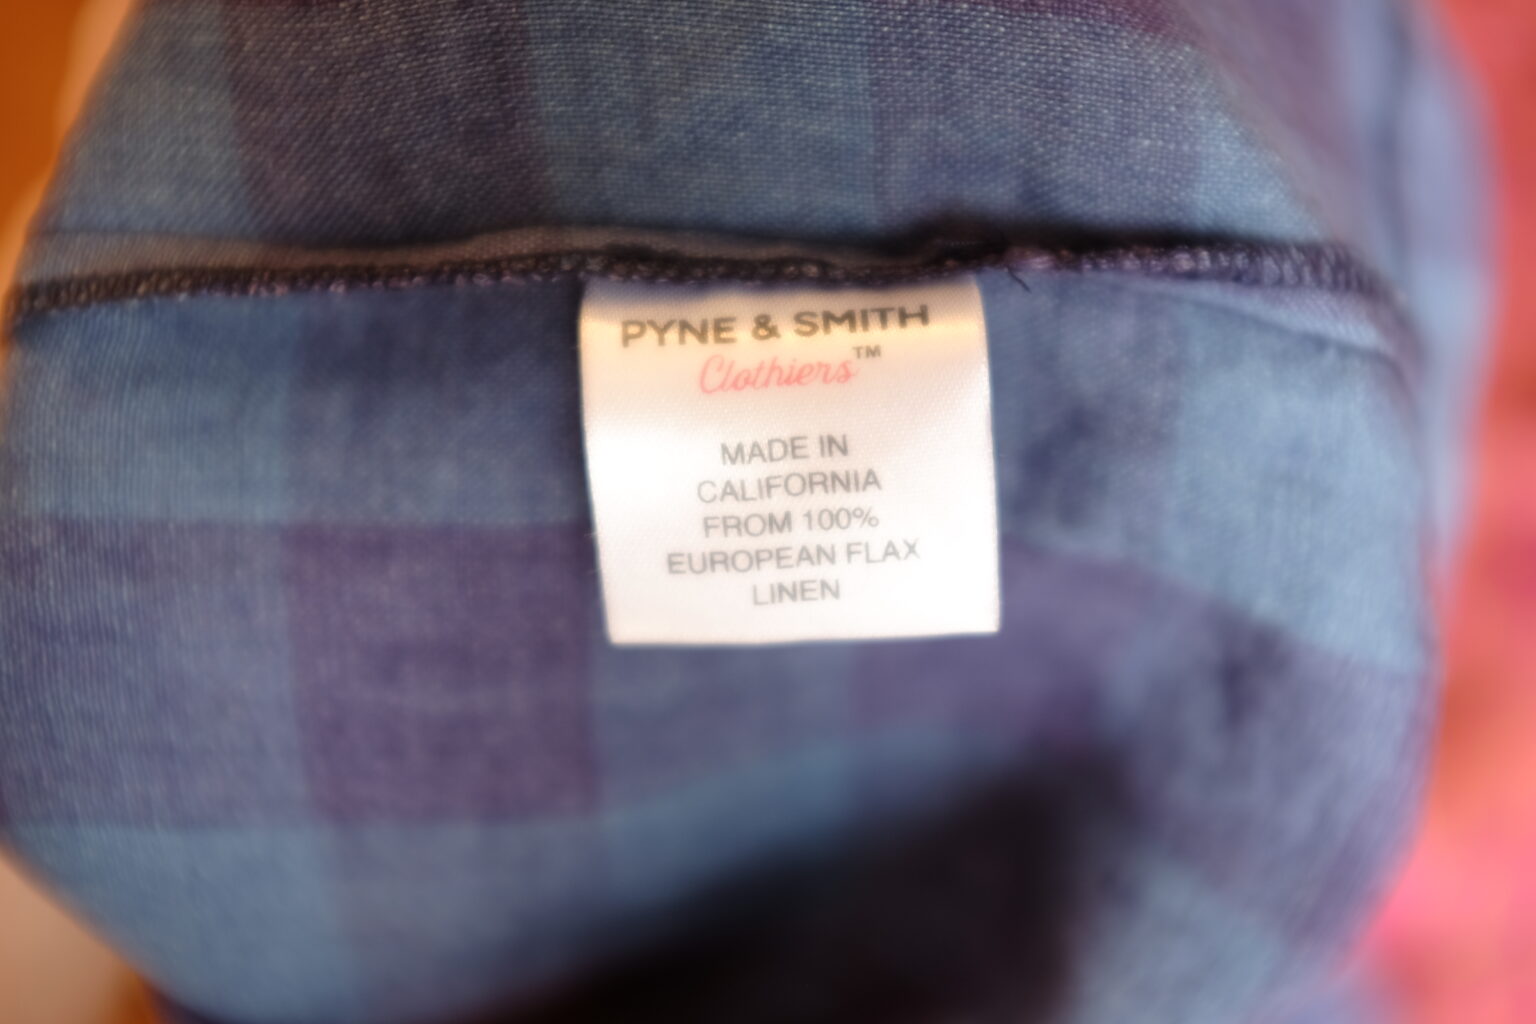 PYNE & SMITH
Clothiers™
MADE IN
CALIFORNIA
FROM 100%
EUROPEAN FLAX
LINEN